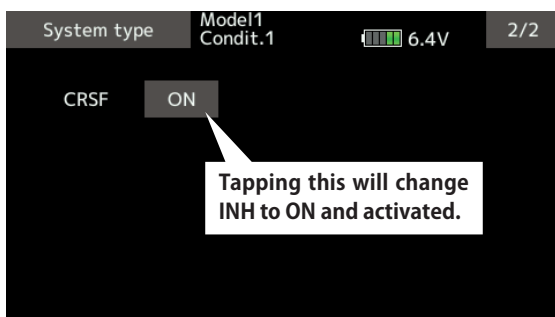 System type
Model1
Condit.1
6.4V
2/2
CRSF
ON
Tapping this will change
INH to ON and activated.